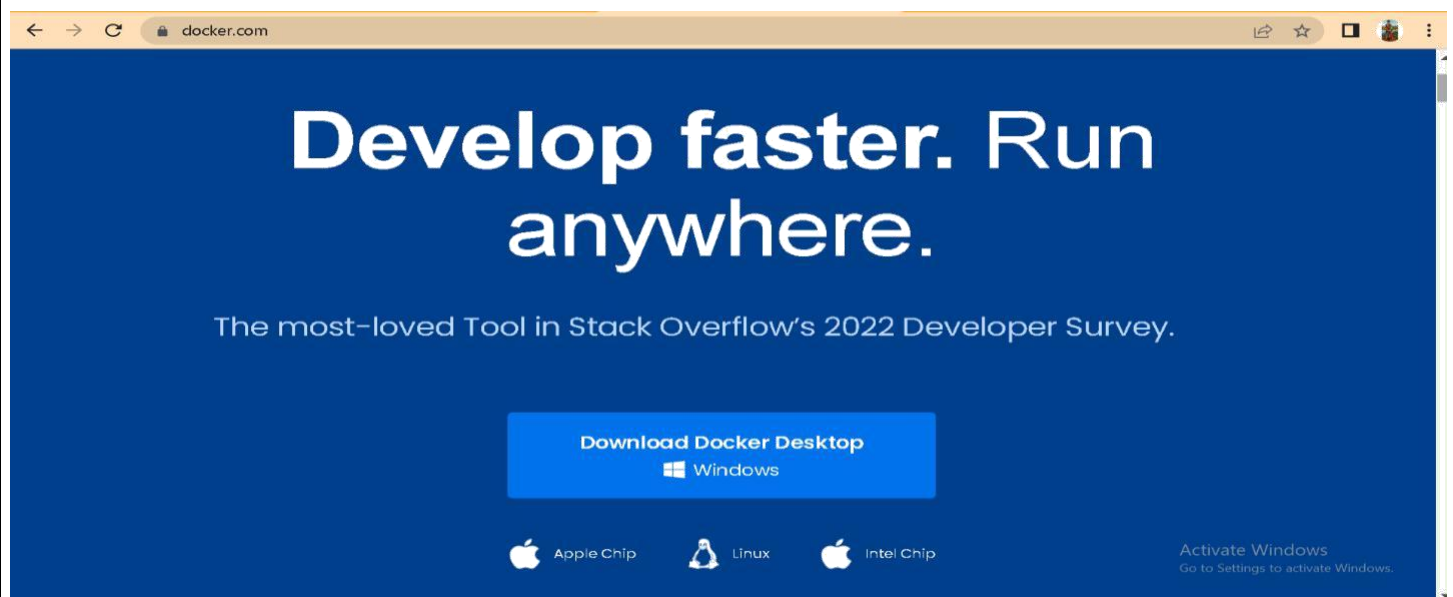 docker.com
Develop faster. Run
anywhere.
The most-loved Tool in Stack Overflow's 2022 Developer Survey.
Download Docker Desktop
Windows
Apple Chip Linux Intel Chip
Activate Windows
Go to Settings to activate Windows.